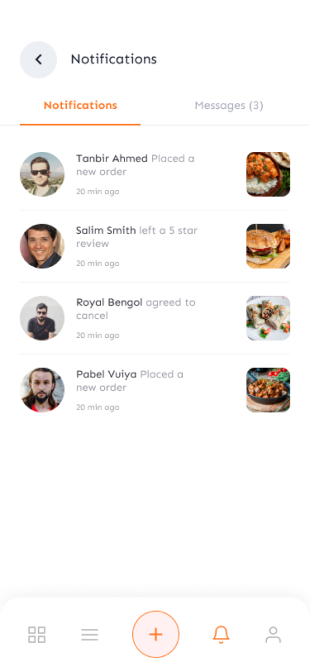 Notifications
Notifications
Messages (3)
Tanbir Ahmed Placed a
new order
20 min ago
Salim Smith left a 5 star
review
20 min ago
Royal Bengol agreed to
cancel
20 min ago
Pabel Vuiya Placed a
new order
20 min ago